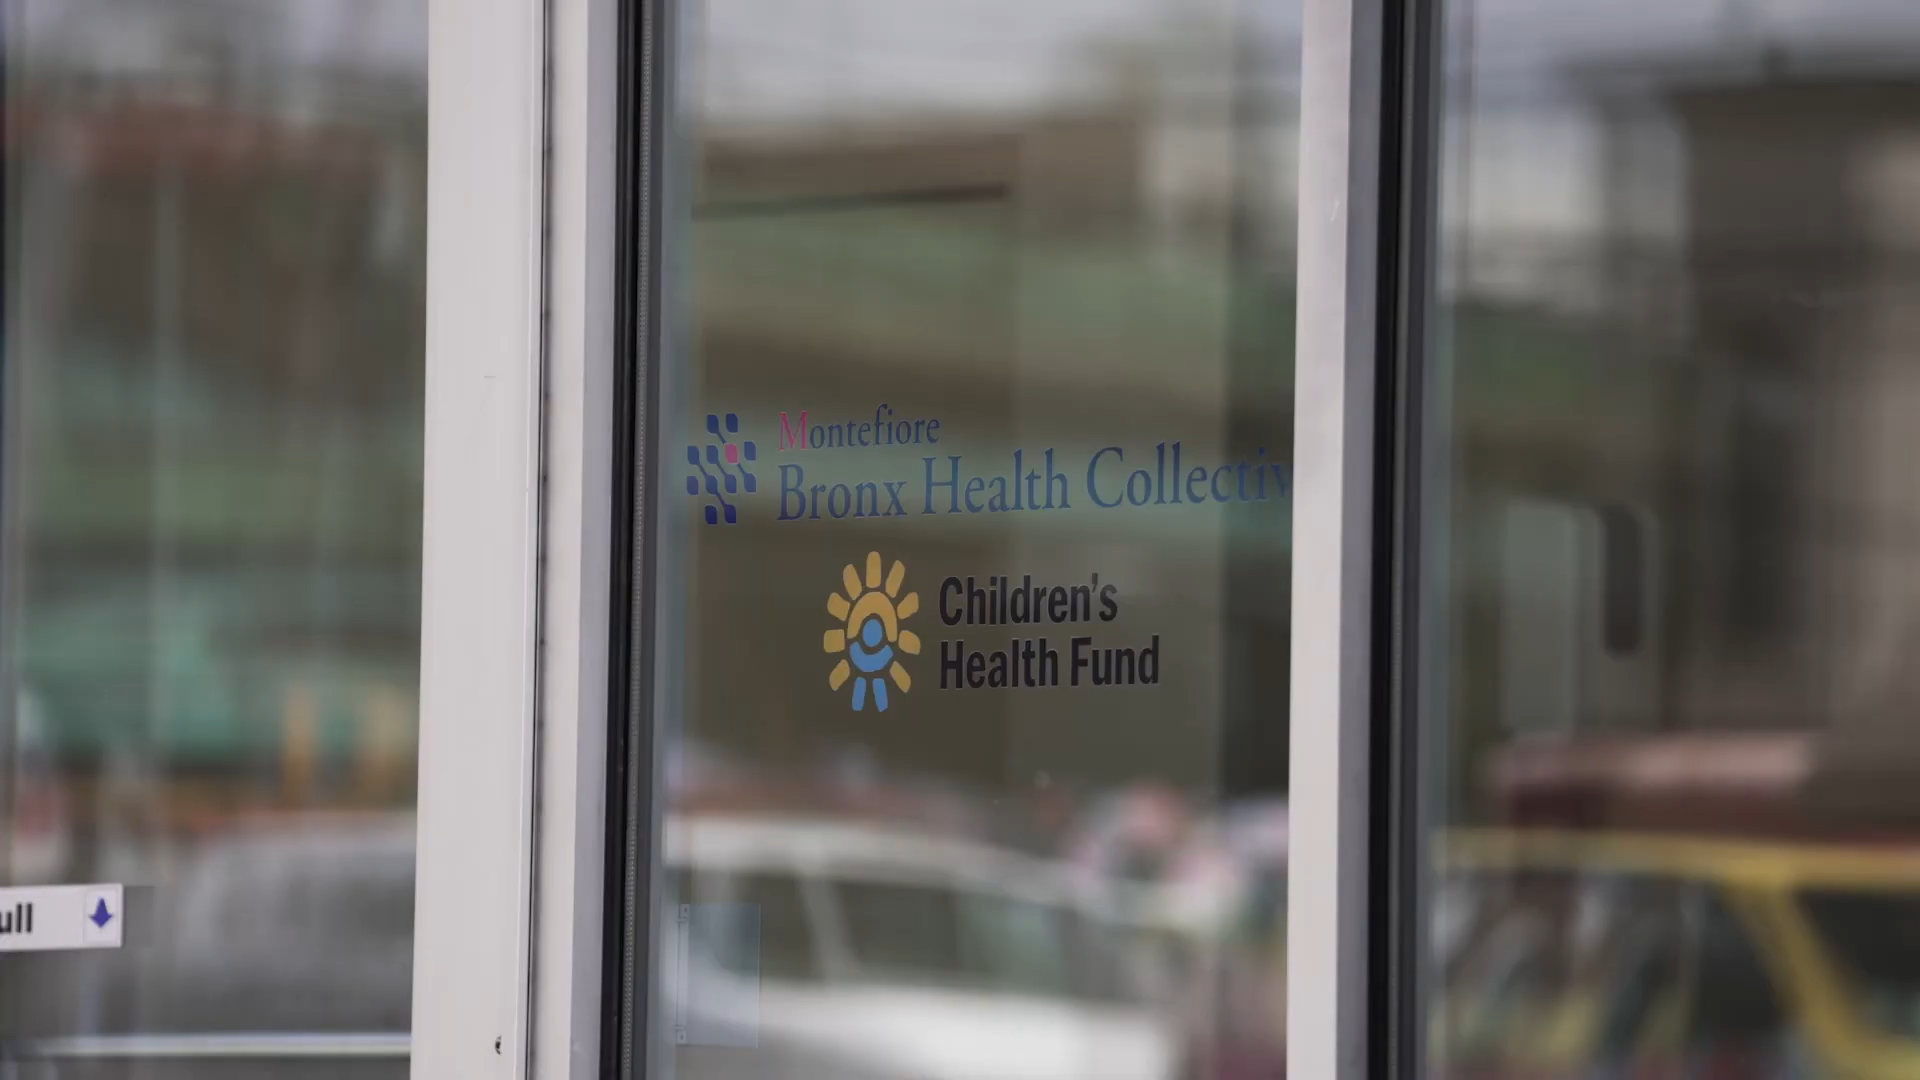 Montefiore
Bronx Health Collectiv
Children's
Health Fund
ull